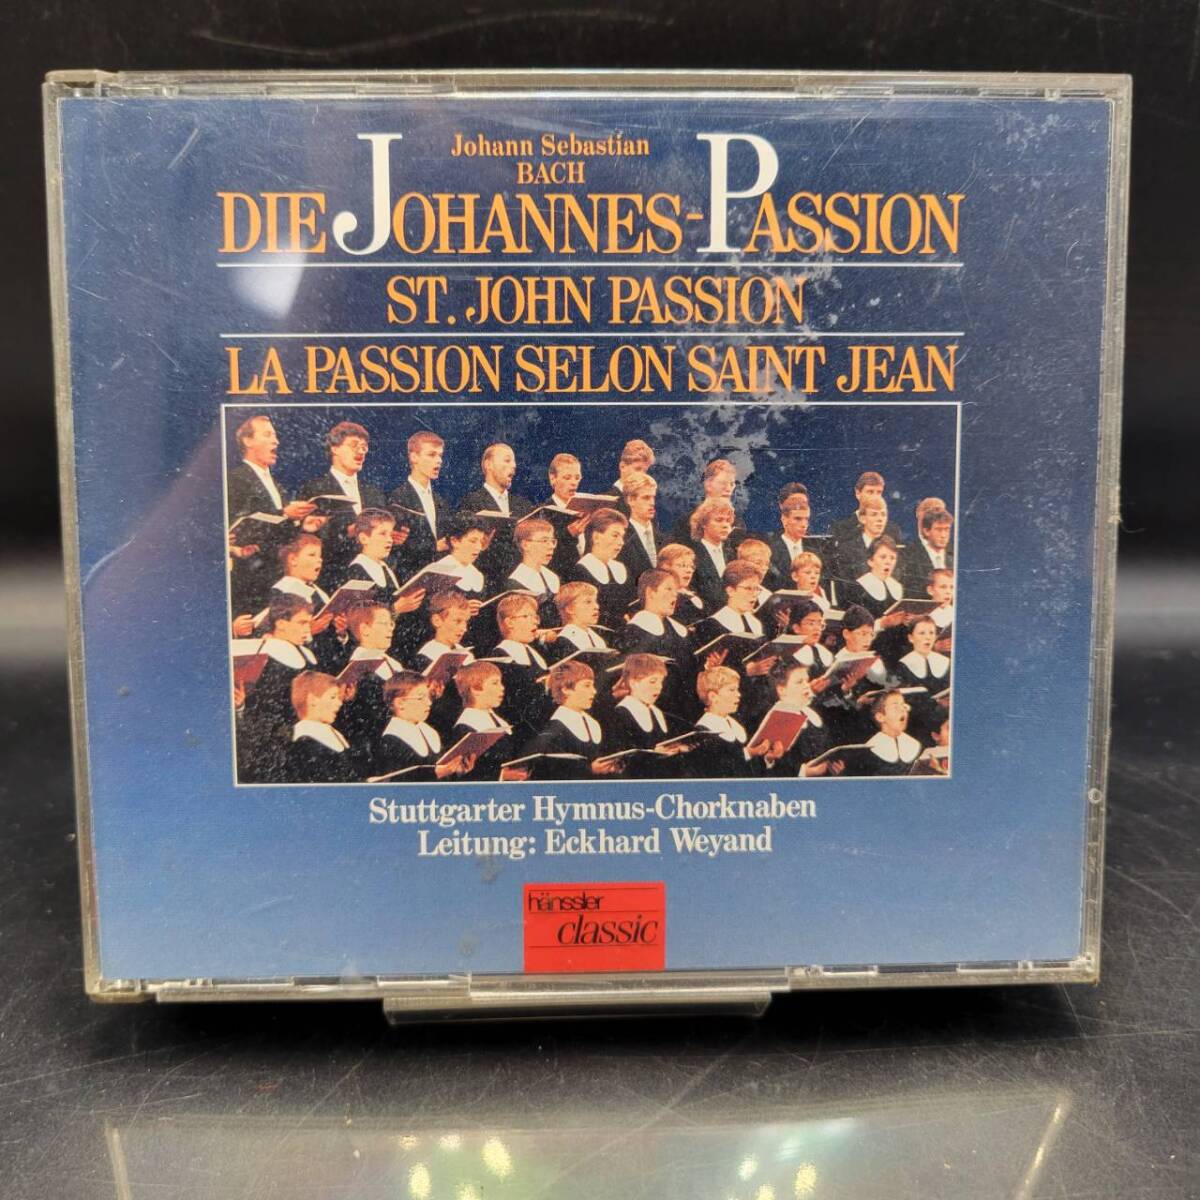 Johann Sebastian
BACH
DIE JOHANNES-PASSION
ST. JOHN PASSION
LA PASSION SELON SAINT JEAN
Stuttgarter Hymnus-Chorknaben
Leitung: Eckhard Weyand
hänssler
classic